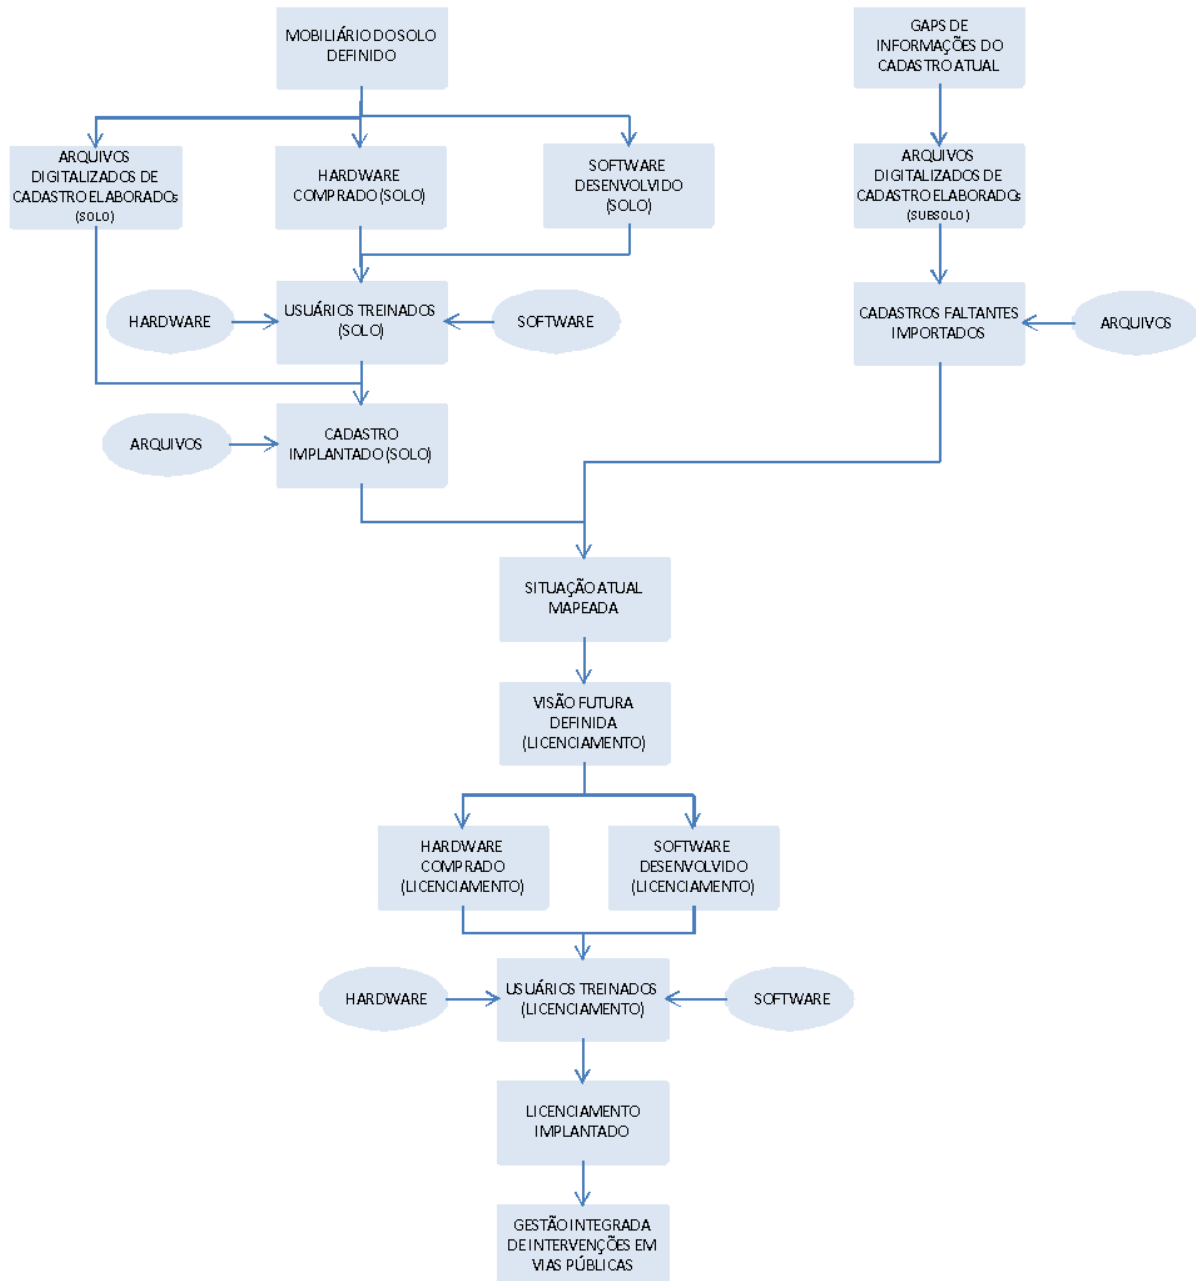 MOBILIÁRIO DO SOLO
DEFINIDO
GAPS DE
INFORMAÇÕES DO
CADASTRO ATUAL
ARQUIVOS
DIGITALIZADOS DE
CADASTRO ELABORADOs
(SOLO)
HARDWARE
COMPRADO (SOLO)
SOFTWARE
DESENVOLVIDO
(SOLO)
ARQUIVOS
DIGITALIZADOS DE
CADASTRO ELABORADOs
(SUBSOLO)
HARDWARE
USUÁRIOS TREINADOS
(SOLO)
SOFTWARE
CADASTROS FALTANTES
IMPORTADOS
ARQUIVOS
ARQUIVOS
CADASTRO
IMPLANTADO (SOLO)
SITUAÇÃO ATUAL
MAPEADA
VISÃO FUTURA
DEFINIDA
(LICENCIAMENTO)
HARDWARE
COMPRADO
(LICENCIAMENTO)
SOFTWARE
DESENVOLVIDO
(LICENCIAMENTO)
HARDWARE
USUÁRIOS TREINADOS
(LICENCIAMENTO)
SOFTWARE
LICENCIAMENTO
IMPLANTADO
GESTÃO INTEGRADA
DE INTERVENÇÕES EM
VIAS PÚBLICAS